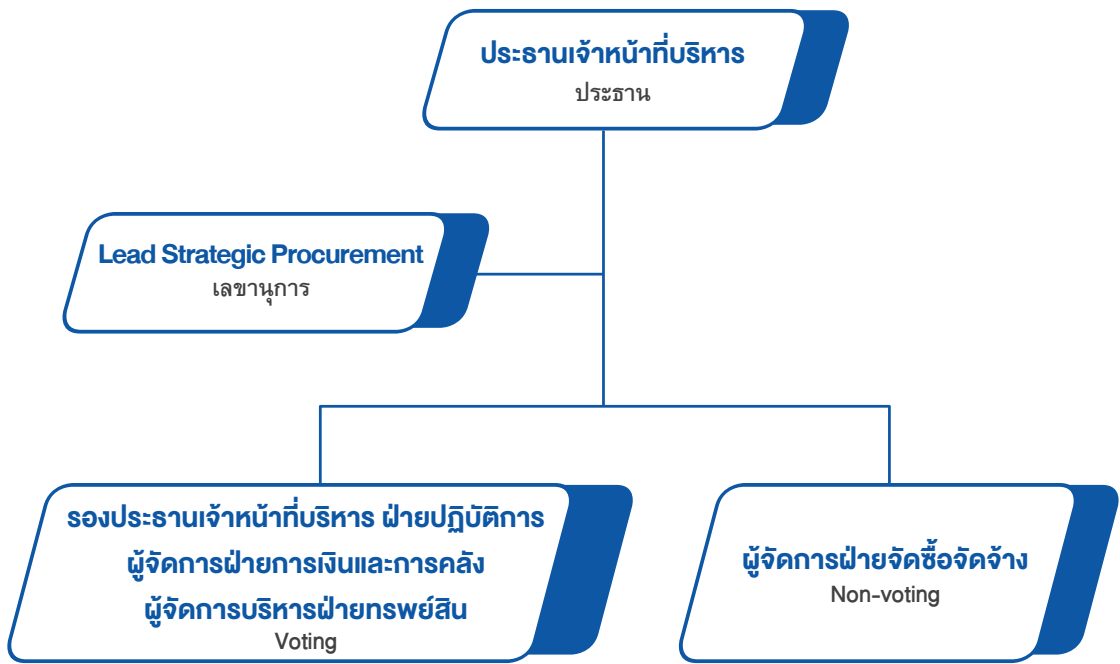 ประธานเจ้าหน้าที่บริหาร
ประธาน
Lead Strategic Procurement
เลขานุการ
รองประธานเจ้าหน้าที่บริหาร ฝ่ายปฏิบัติการ
ผู้จัดการฝ่ายการเงินและการคลัง
ผู้จัดการบริหารฝ่ายทรพย์สิน
Voting
ผู้จัดการฝ่ายจัดซื้อจัดจ้าง
Non-voting